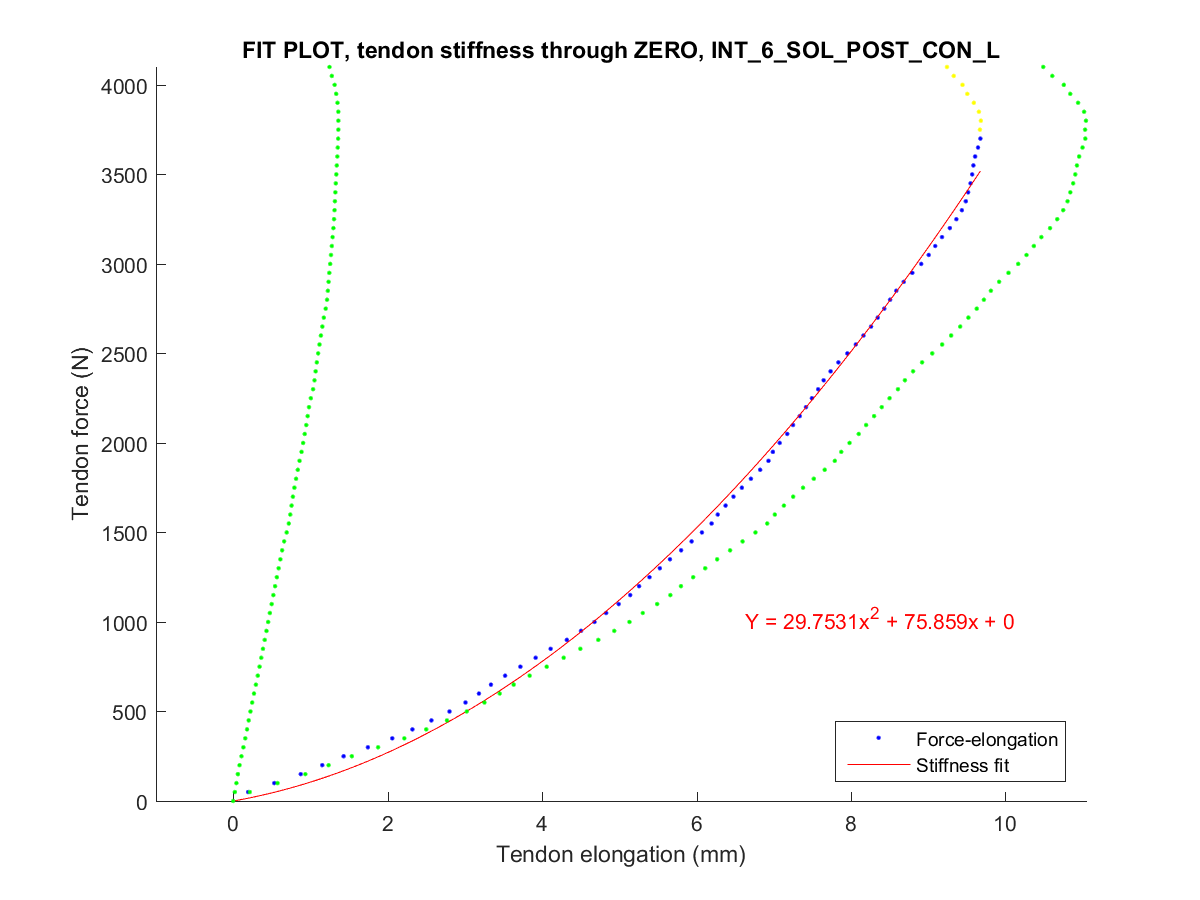 FIT PLOT, tendon stiffness through ZERO, INT_6_SOL_POST_CON_L
4000
3500
3000
2500
2000
1500
1000
500
0
Tendon force (N)
Y = 29.7531x² + 75.859x + 0
Force-elongation
Stiffness fit
0 2 4 6 8 10
Tendon elongation (mm)